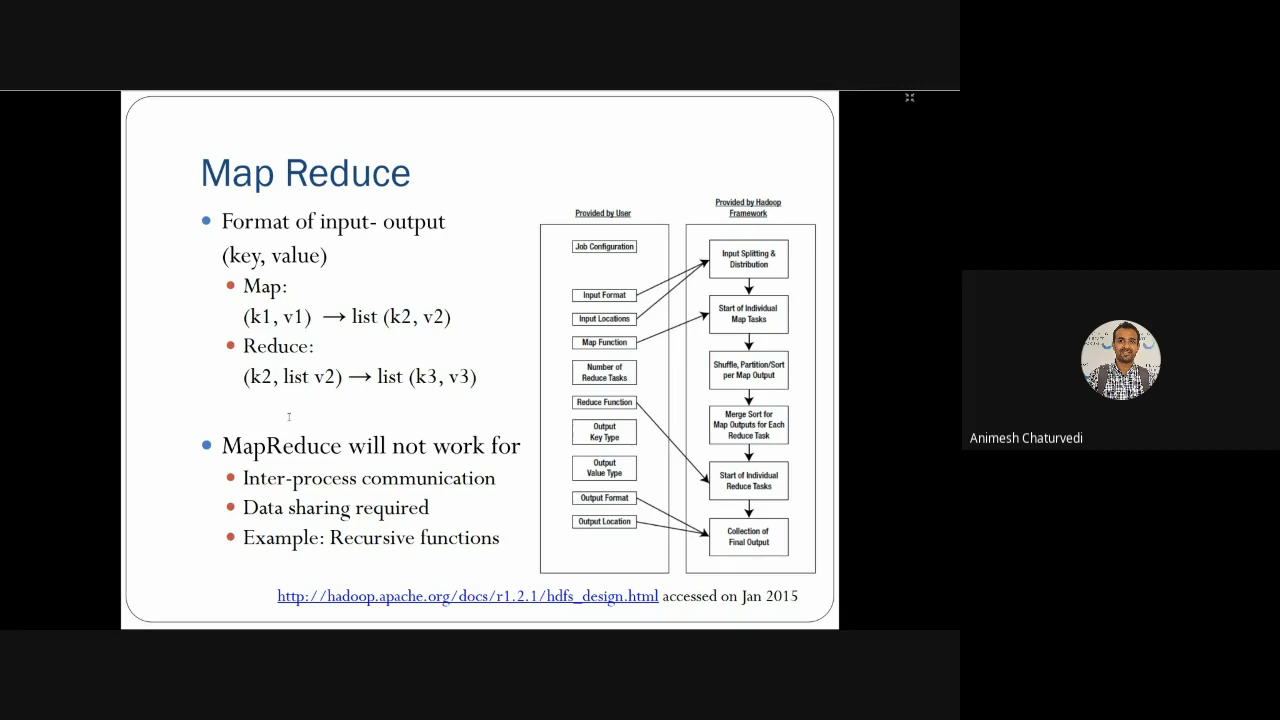 Map Reduce
Format of input- output
(key, value)
Map:
(k1, v1) → list (k2, v2)
Reduce:
(k2, list v2) → list (k3, v3)
MapReduce will not work for
Inter-process communication
Data sharing required
Example: Recursive functions
Provided by User
Job Configuration
Input Format
Input Locations
Map Function
Number of
Reduce Tasks
Reduce Function
Output
Key Type
Output
Value Type
Output Format
Output Location
Provided by Hadoop
Framework
Input Splitting &
Distribution
Start of Individual
Map Tasks
Shuffle, Partition/Sort
per Map Output
Merge Sort for
Map Outputs for Each
Reduce Task
Start of Individual
Reduce Tasks
Collection of
Final Output
http://hadoop.apache.org/docs/r1.2.1/hdfs_design.html accessed on Jan 2015
Animesh Chaturvedi